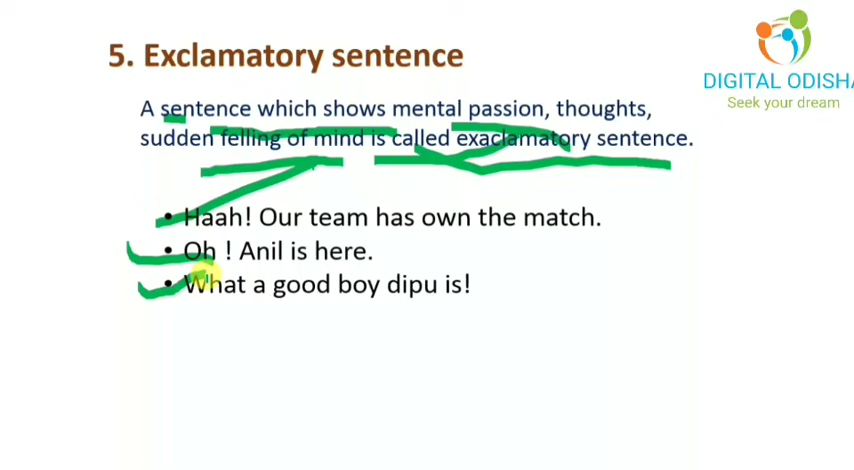 5. Exclamatory sentence
DIGITAL ODISHA
Seek your dream
A sentence which shows mental passion, thoughts,
sudden felling of mind is called exaclamatory sentence.
• Haah! Our team has own the match.
• Oh ! Anil is here.
• What a good boy dipu is!